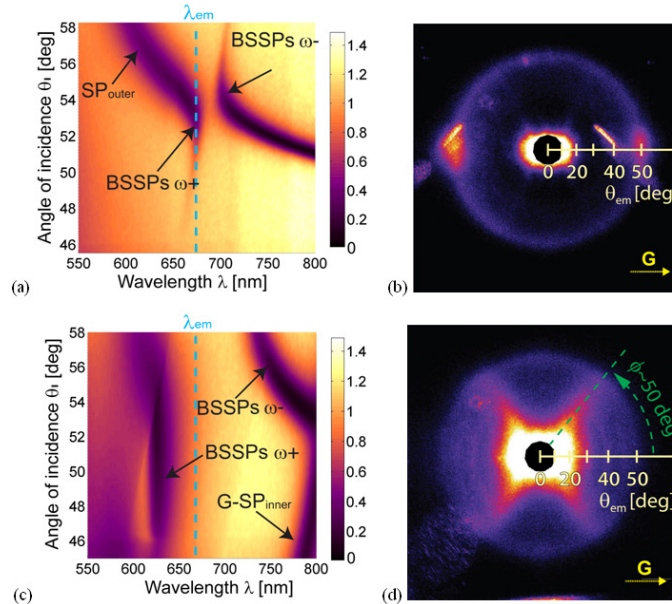 λem
58
56
54
52
50
48
46
Angle of incidence θı [deg]
SPouter
BSSPs ω-
BSSPs ω+
1.4
1.2
1
0.8
0.6
0.4
0.2
0
550 600 650 700 750 800
Wavelength λ [nm]
(a)
0 20 40 60
θem [deg]
G
(b)
λem
58
56
54
52
50
48
46
Angle of incidence θı [deg]
BSSPs ω-
BSSPs ω+
G-SPinner
1.4
1.2
1
0.8
0.6
0.4
0.2
0
550 600 650 700 750 800
Wavelength λ [nm]
(c)
ϕ~50 deg
0 20 40 60
θem [deg]
G
(d)